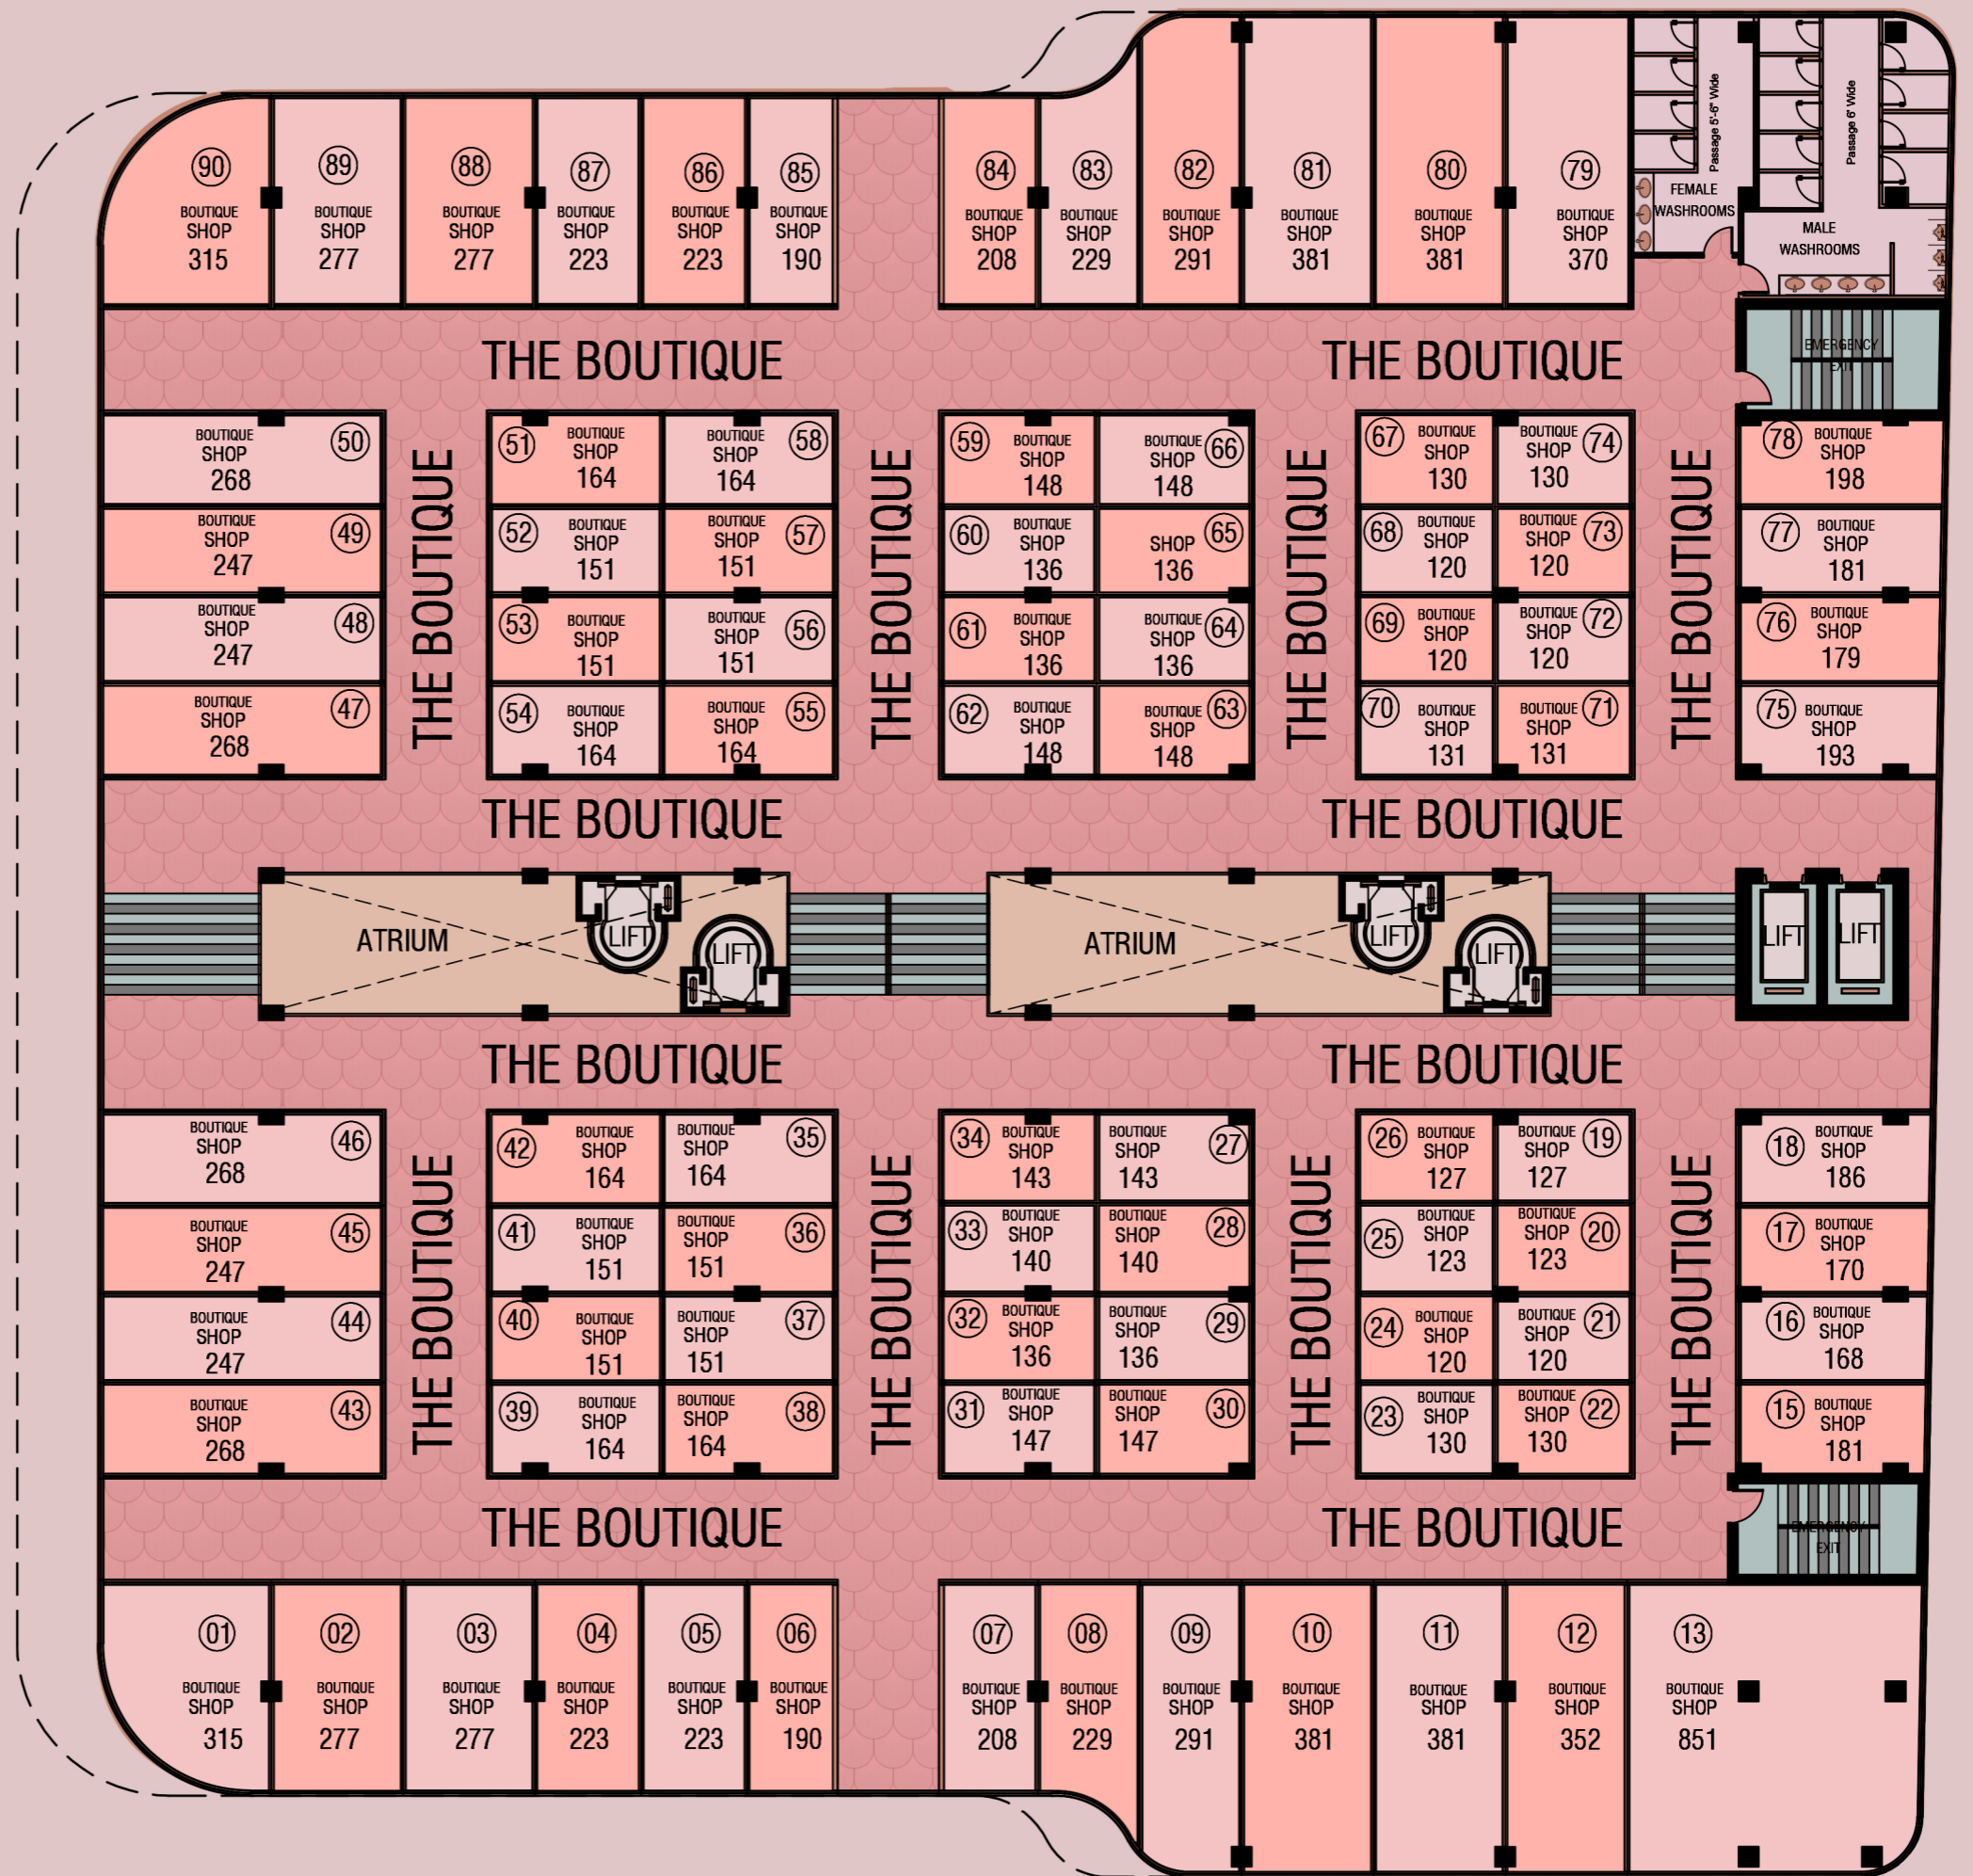 90
BOUTIQUE
SHOP
315
89
BOUTIQUE
SHOP
277
88
BOUTIQUE
SHOP
277
87
BOUTIQUE
SHOP
223
86
BOUTIQUE
SHOP
223
85
BOUTIQUE
SHOP
190
84
BOUTIQUE
SHOP
208
83
BOUTIQUE
SHOP
229
82
BOUTIQUE
SHOP
291
81
BOUTIQUE
SHOP
381
80
BOUTIQUE
SHOP
381
79
BOUTIQUE
SHOP
370
Passage 5'-6" Wide
FEMALE
WASHROOMS
Passage 6' Wide
MALE
WASHROOMS
THE BOUTIQUE
THE BOUTIQUE
EMERGENCY
EXIT
BOUTIQUE
SHOP
268
50
BOUTIQUE
SHOP
247
49
BOUTIQUE
SHOP
247
48
BOUTIQUE
SHOP
268
47
THE BOUTIQUE
51
BOUTIQUE
SHOP
164
BOUTIQUE
SHOP
164
58
52
BOUTIQUE
SHOP
151
BOUTIQUE
SHOP
151
57
53
BOUTIQUE
SHOP
151
BOUTIQUE
SHOP
151
56
54
BOUTIQUE
SHOP
164
BOUTIQUE
SHOP
164
55
THE BOUTIQUE
59
BOUTIQUE
SHOP
148
BOUTIQUE
SHOP
148
66
60
BOUTIQUE
SHOP
136
SHOP
136
65
61
BOUTIQUE
SHOP
136
BOUTIQUE
SHOP
136
64
62
BOUTIQUE
SHOP
148
BOUTIQUE
SHOP
148
63
THE BOUTIQUE
67
BOUTIQUE
SHOP
130
BOUTIQUE
SHOP
130
74
68
BOUTIQUE
SHOP
120
BOUTIQUE
SHOP
120
73
69
BOUTIQUE
SHOP
120
BOUTIQUE
SHOP
120
72
70
BOUTIQUE
SHOP
131
BOUTIQUE
SHOP
131
71
THE BOUTIQUE
78
BOUTIQUE
SHOP
198
77
BOUTIQUE
SHOP
181
76
BOUTIQUE
SHOP
179
75
BOUTIQUE
SHOP
193
THE BOUTIQUE
THE BOUTIQUE
ATRIUM
LIFT
LIFT
ATRIUM
LIFT
LIFT
LIFT
LIFT
THE BOUTIQUE
THE BOUTIQUE
BOUTIQUE
SHOP
268
46
BOUTIQUE
SHOP
247
45
BOUTIQUE
SHOP
247
44
BOUTIQUE
SHOP
268
43
THE BOUTIQUE
42
BOUTIQUE
SHOP
164
BOUTIQUE
SHOP
164
35
41
BOUTIQUE
SHOP
151
BOUTIQUE
SHOP
151
36
40
BOUTIQUE
SHOP
151
BOUTIQUE
SHOP
151
37
39
BOUTIQUE
SHOP
164
BOUTIQUE
SHOP
164
38
THE BOUTIQUE
34
BOUTIQUE
SHOP
143
BOUTIQUE
SHOP
143
27
33
BOUTIQUE
SHOP
140
BOUTIQUE
SHOP
140
28
32
BOUTIQUE
SHOP
136
BOUTIQUE
SHOP
136
29
31
BOUTIQUE
SHOP
147
BOUTIQUE
SHOP
147
30
THE BOUTIQUE
26
BOUTIQUE
SHOP
127
BOUTIQUE
SHOP
127
19
25
BOUTIQUE
SHOP
123
BOUTIQUE
SHOP
123
20
24
BOUTIQUE
SHOP
120
BOUTIQUE
SHOP
120
21
23
BOUTIQUE
SHOP
130
BOUTIQUE
SHOP
130
22
THE BOUTIQUE
18
BOUTIQUE
SHOP
186
17
BOUTIQUE
SHOP
170
16
BOUTIQUE
SHOP
168
15
BOUTIQUE
SHOP
181
THE BOUTIQUE
THE BOUTIQUE
EMERGENCY
EXIT
01
BOUTIQUE
SHOP
315
02
BOUTIQUE
SHOP
277
03
BOUTIQUE
SHOP
277
04
BOUTIQUE
SHOP
223
05
BOUTIQUE
SHOP
223
06
BOUTIQUE
SHOP
190
07
BOUTIQUE
SHOP
208
08
BOUTIQUE
SHOP
229
09
BOUTIQUE
SHOP
291
10
BOUTIQUE
SHOP
381
11
BOUTIQUE
SHOP
381
12
BOUTIQUE
SHOP
352
13
BOUTIQUE
SHOP
851